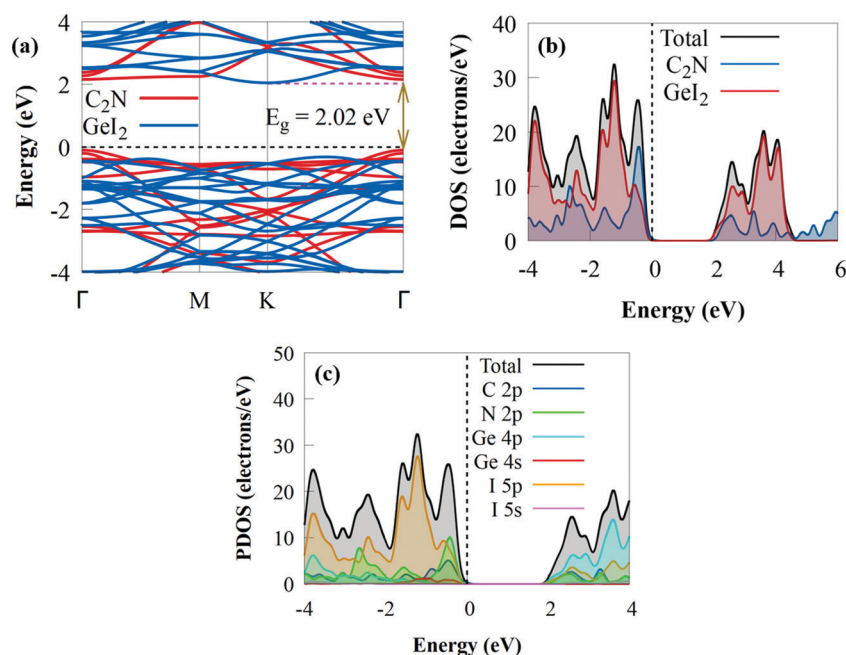 (a)
4
2
0
-2
-4
Energy (eV)
C₂N
GeI₂
E_g = 2.02 eV
Γ M K Γ
(b)
40
30
20
10
0
DOS (electrons/eV)
Total
C₂N
GeI₂
-4 -2 0 2 4 6
Energy (eV)
(c)
50
40
30
20
10
0
PDOS (electrons/eV)
Total
C 2p
N 2p
Ge 4p
Ge 4s
I 5p
I 5s
-4 -2 0 2 4
Energy (eV)